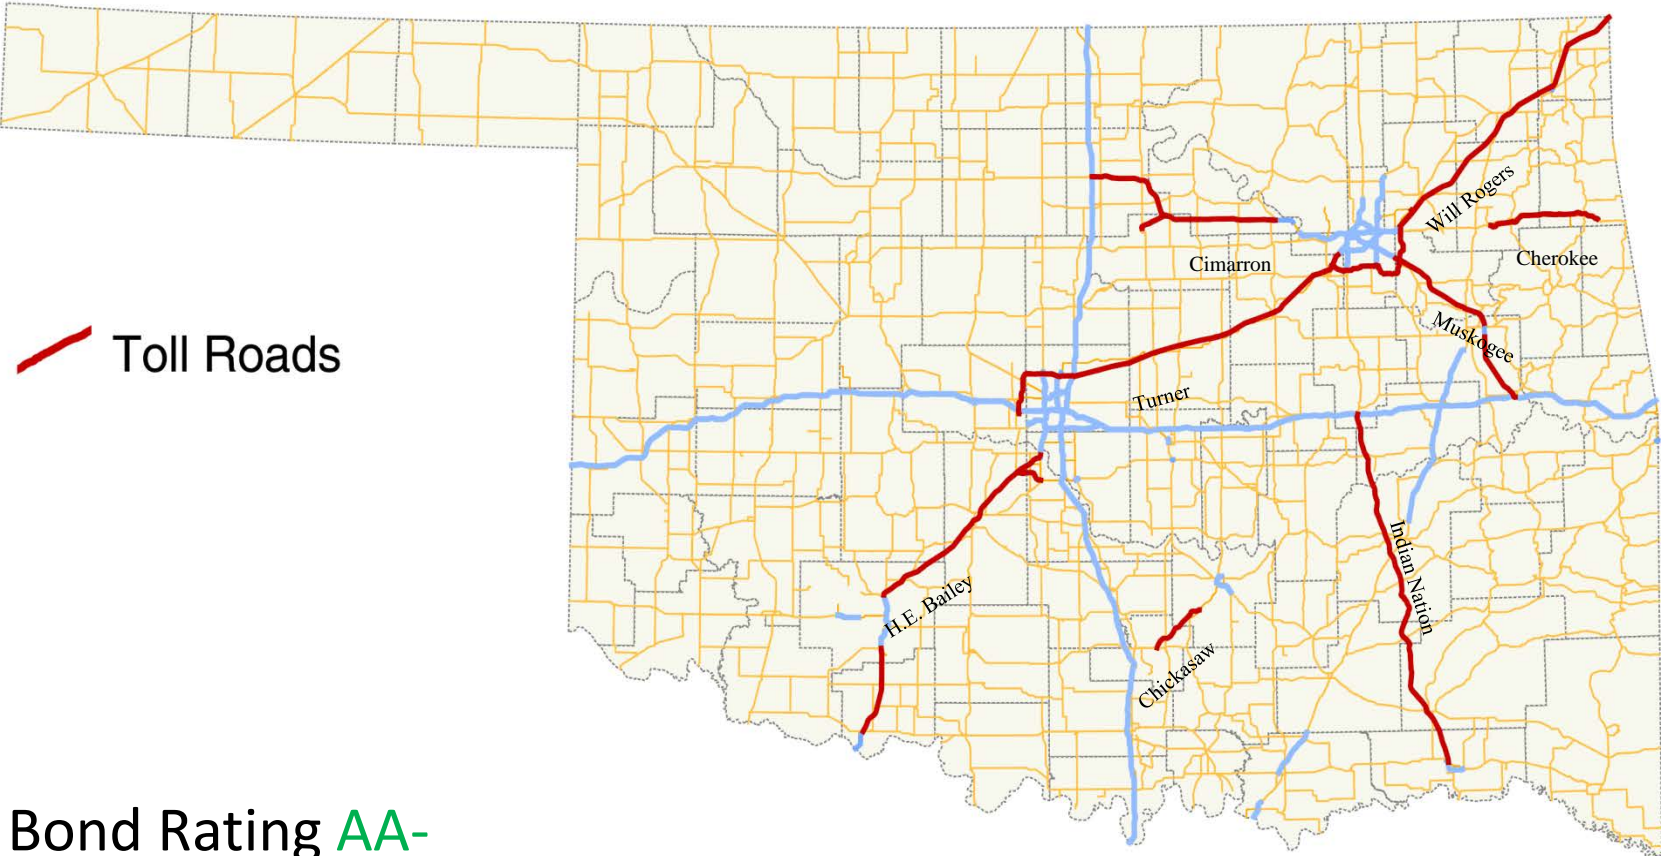 Will Rogers
Cherokee
Cimarron
Muskogee
Toll Roads
Turner
Indian Nation
H.E. Bailey
Chickasaw
Bond Rating AA-